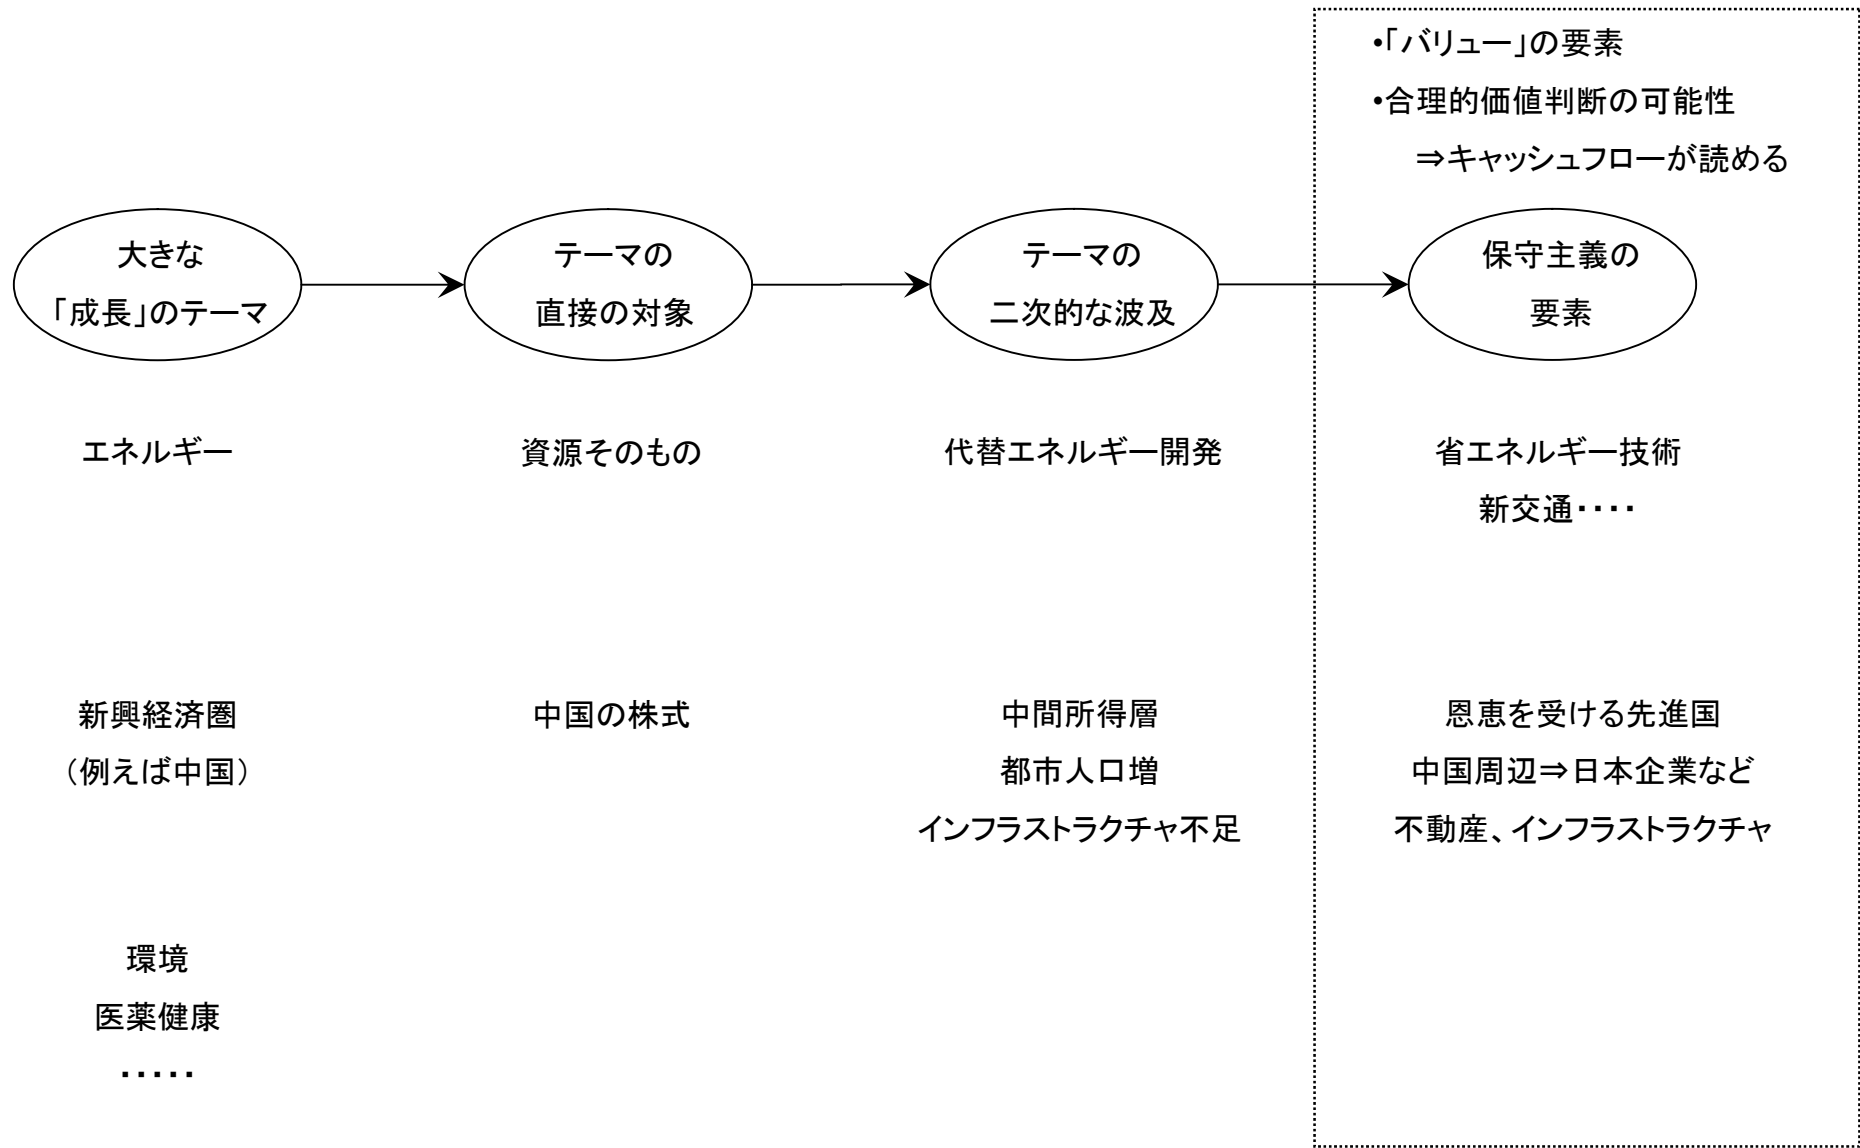 •「バリュー」の要素
•合理的価値判断の可能性
⇒キャッシュフローが読める
大きな
「成長」のテーマ
テーマの
直接の対象
テーマの
二次的な波及
保守主義の
要素
エネルギー
資源そのもの
代替エネルギー開発
省エネルギー技術
新交通・・・・
新興経済圏
（例えば中国）
中国の株式
中間所得層
都市人口増
インフラストラクチャ不足
恩恵を受ける先進国
中国周辺⇒日本企業など
不動産、インフラストラクチャ
環境
医薬健康
・・・・・